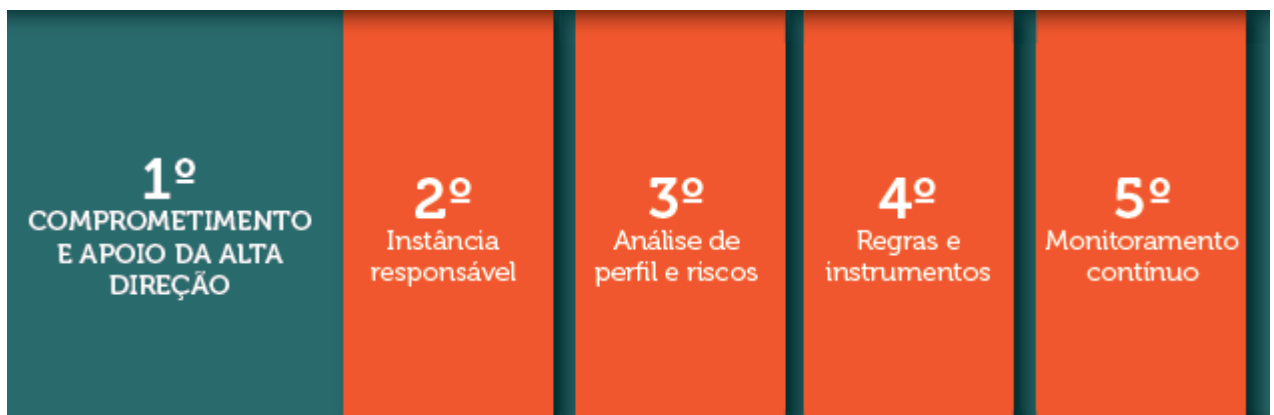 1º
COMPROMETIMENTO
E APOIO DA ALTA
DIREÇÃO
2º
Instância
responsável
3º
Análise de
perfil e riscos
4º
Regras e
instrumentos
5º
Monitoramento
contínuo